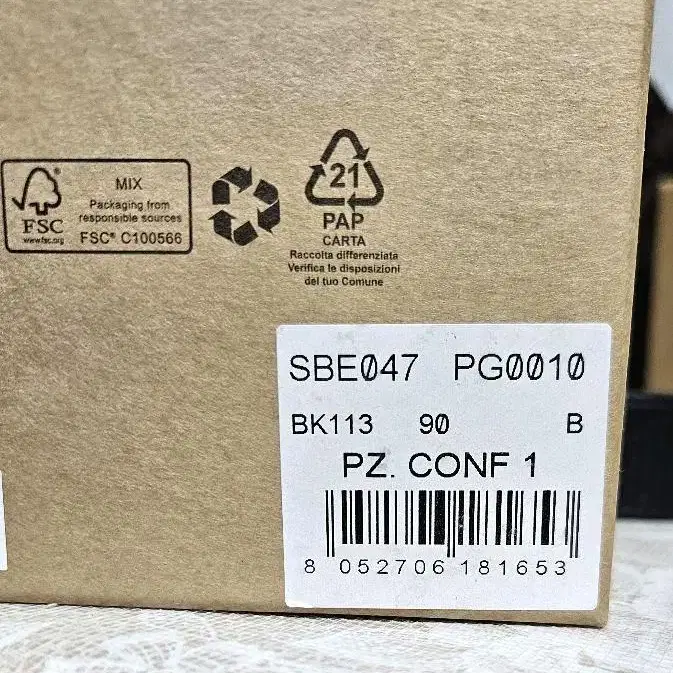 MIX
Packaging from
responsible sources
FSC® C100566
FSC®
www.fsc.org
21
PAP
CARTA
Raccolta differenziata
Verifica le disposizioni
del tuo Comune
SBE047 PG0010
BK113 90 B
PZ. CONF 1
8 052706 181653